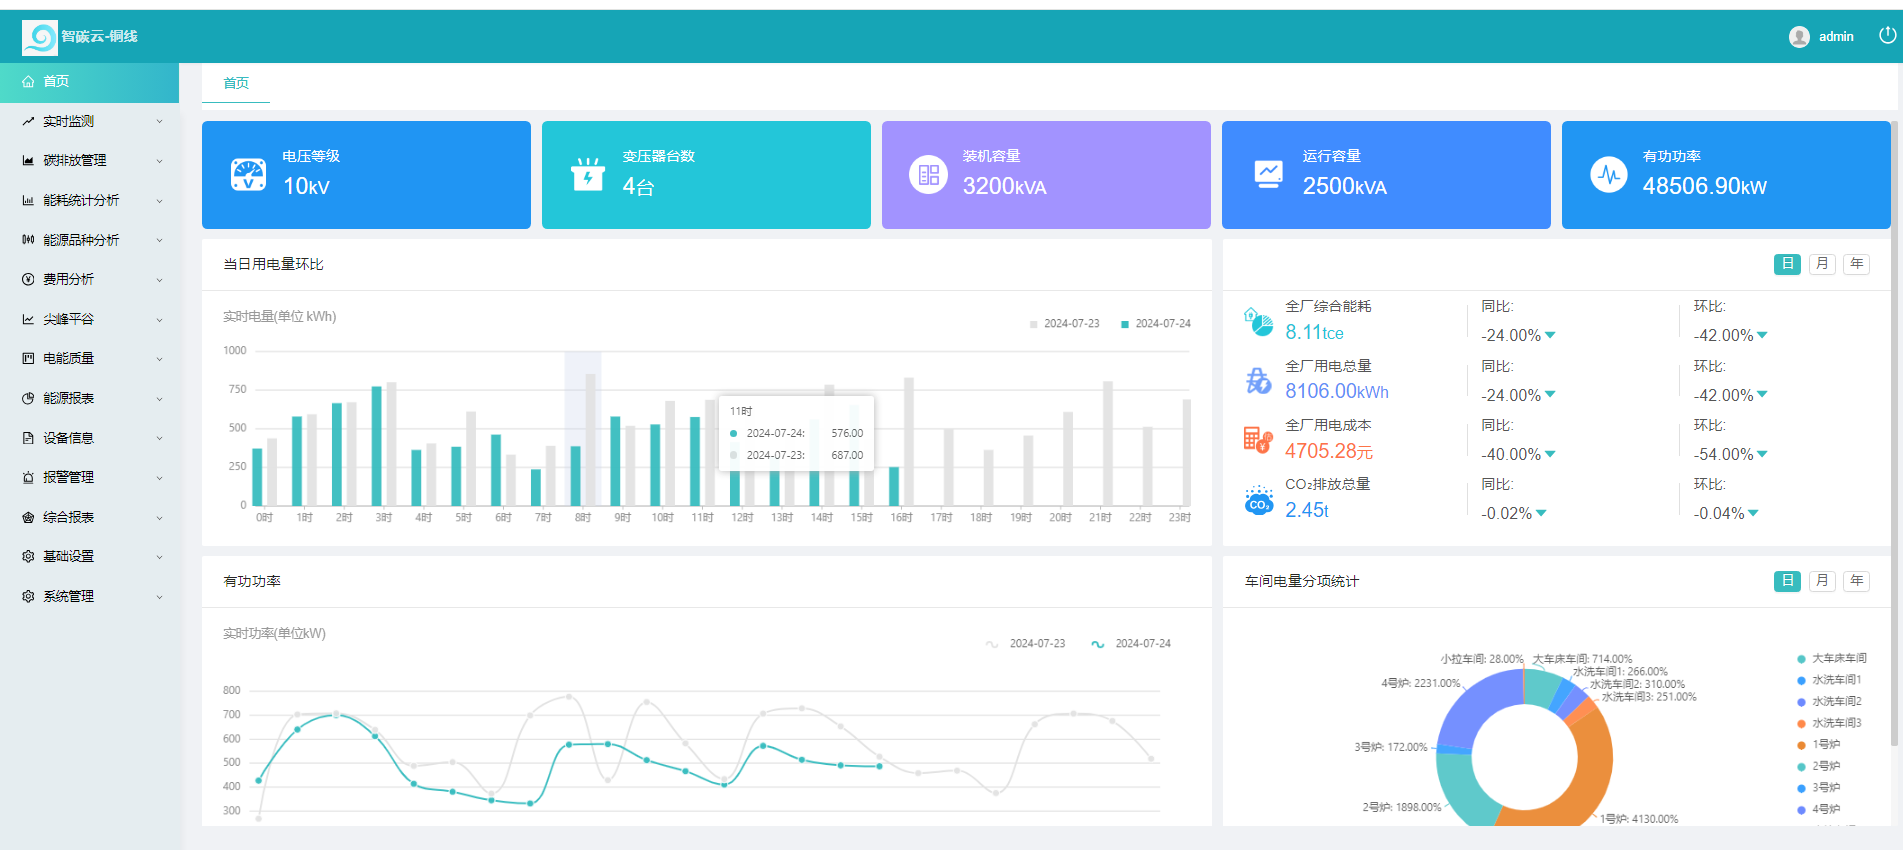 智碳云-铜线
admin
首页
实时监测
碳排放管理
能耗统计分析
能源品种分析
费用分析
尖峰平谷
电能质量
能源报表
设备信息
报警管理
综合报表
基础设置
系统管理
首页
电压等级
10kV
变压器台数
4台
装机容量
3200kVA
运行容量
2500kVA
有功功率
48506.90kW
当日用电量环比
实时电量(单位 kWh)
2024-07-23 2024-07-24
1000
750
500
250
0
0时 1时 2时 3时 4时 5时 6时 7时 8时 9时 10时 11时 12时 13时 14时 15时 16时 17时 18时 19时 20时 21时 22时 23时
11时
2024-07-24: 576.00
2024-07-23: 687.00
日 月 年
全厂综合能耗 同比: 环比:
8.11tce -24.00% -42.00%
全厂用电总量 同比: 环比:
8106.00kWh -24.00% -42.00%
全厂用电成本 同比: 环比:
4705.28元 -40.00% -54.00%
CO₂排放总量 同比: 环比:
CO₂ 2.45t -0.02% -0.04%
有功功率
实时功率(单位kW)
2024-07-23 2024-07-24
800
700
600
500
400
300
车间电量分项统计
日 月 年
小拉车间: 28.00% 大车床车间: 714.00%
水洗车间1: 266.00%
4号炉: 2231.00% 水洗车间2: 310.00%
水洗车间3: 251.00%
3号炉: 172.00%
2号炉: 1898.00%
1号炉: 4130.00%
大车床车间
水洗车间1
水洗车间2
水洗车间3
1号炉
2号炉
3号炉
4号炉